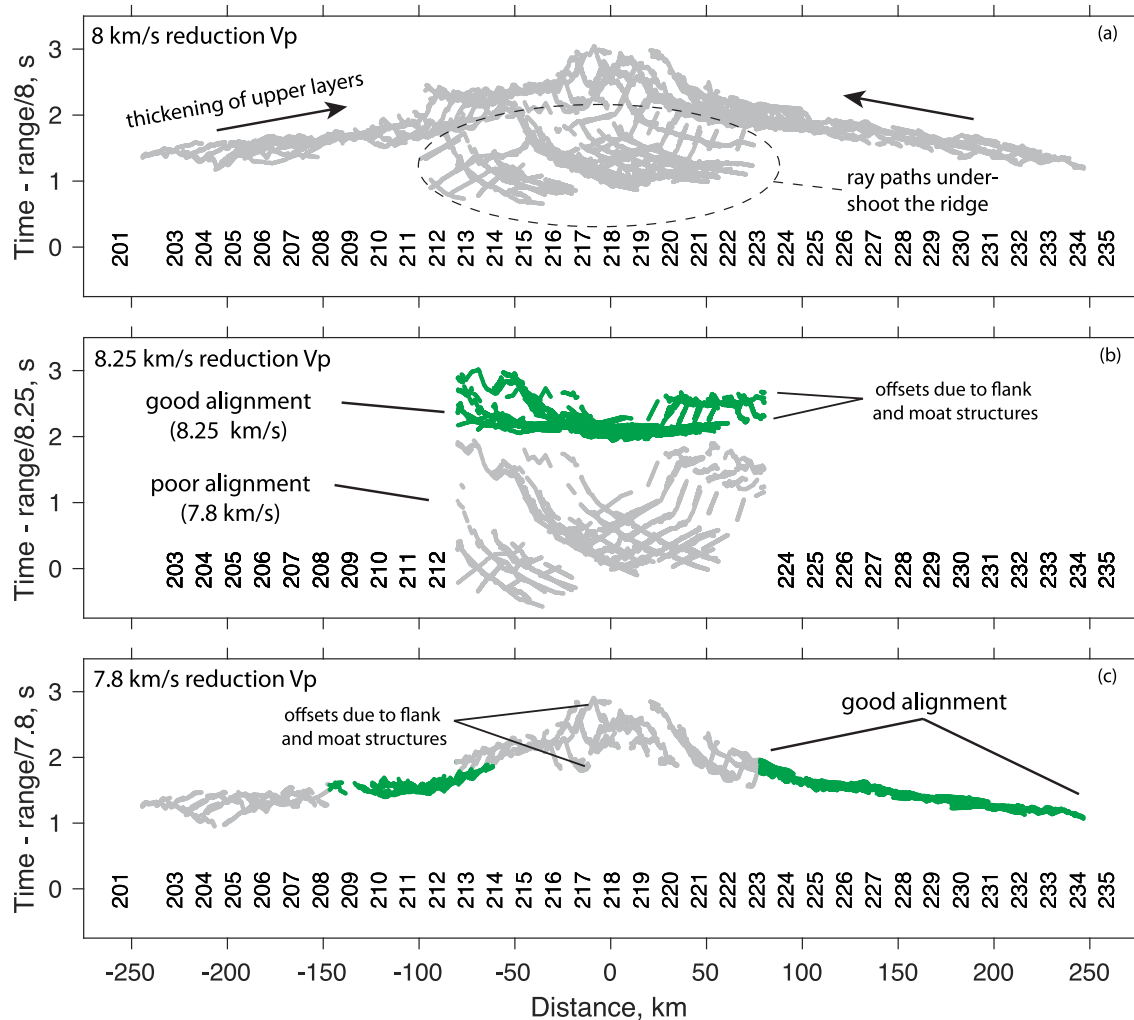 8 km/s reduction Vp
(a)
3
2
1
0
Time - range/8, s
thickening of upper layers
ray paths under-
shoot the ridge
201 203 204 205 206 207 208 209 210 211 212 213 214 215 216 217 218 219 220 221 222 223 224 225 226 227 228 229 230 231 232 233 234 235
8.25 km/s reduction Vp
(b)
3
2
1
0
Time - range/8.25, s
good alignment
(8.25 km/s)
offsets due to flank
and moat structures
poor alignment
(7.8 km/s)
203 204 205 206 207 208 209 210 211 212 224 225 226 227 228 229 230 231 232 233 234 235
7.8 km/s reduction Vp
(c)
3
2
1
0
Time - range/7.8, s
offsets due to flank
and moat structures
good alignment
201 203 204 205 206 207 208 209 210 211 212 213 214 215 216 217 218 219 220 221 222 223 224 225 226 227 228 229 230 231 232 233 234 235
-250 -200 -150 -100 -50 0 50 100 150 200 250
Distance, km